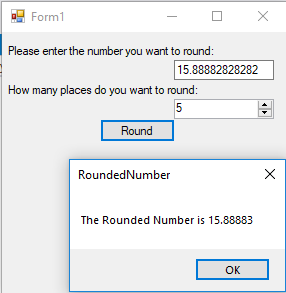 Form1
Please enter the number you want to round:
15.88882828282
How many places do you want to round:
5
Round
RoundedNumber
The Rounded Number is 15.88883
OK